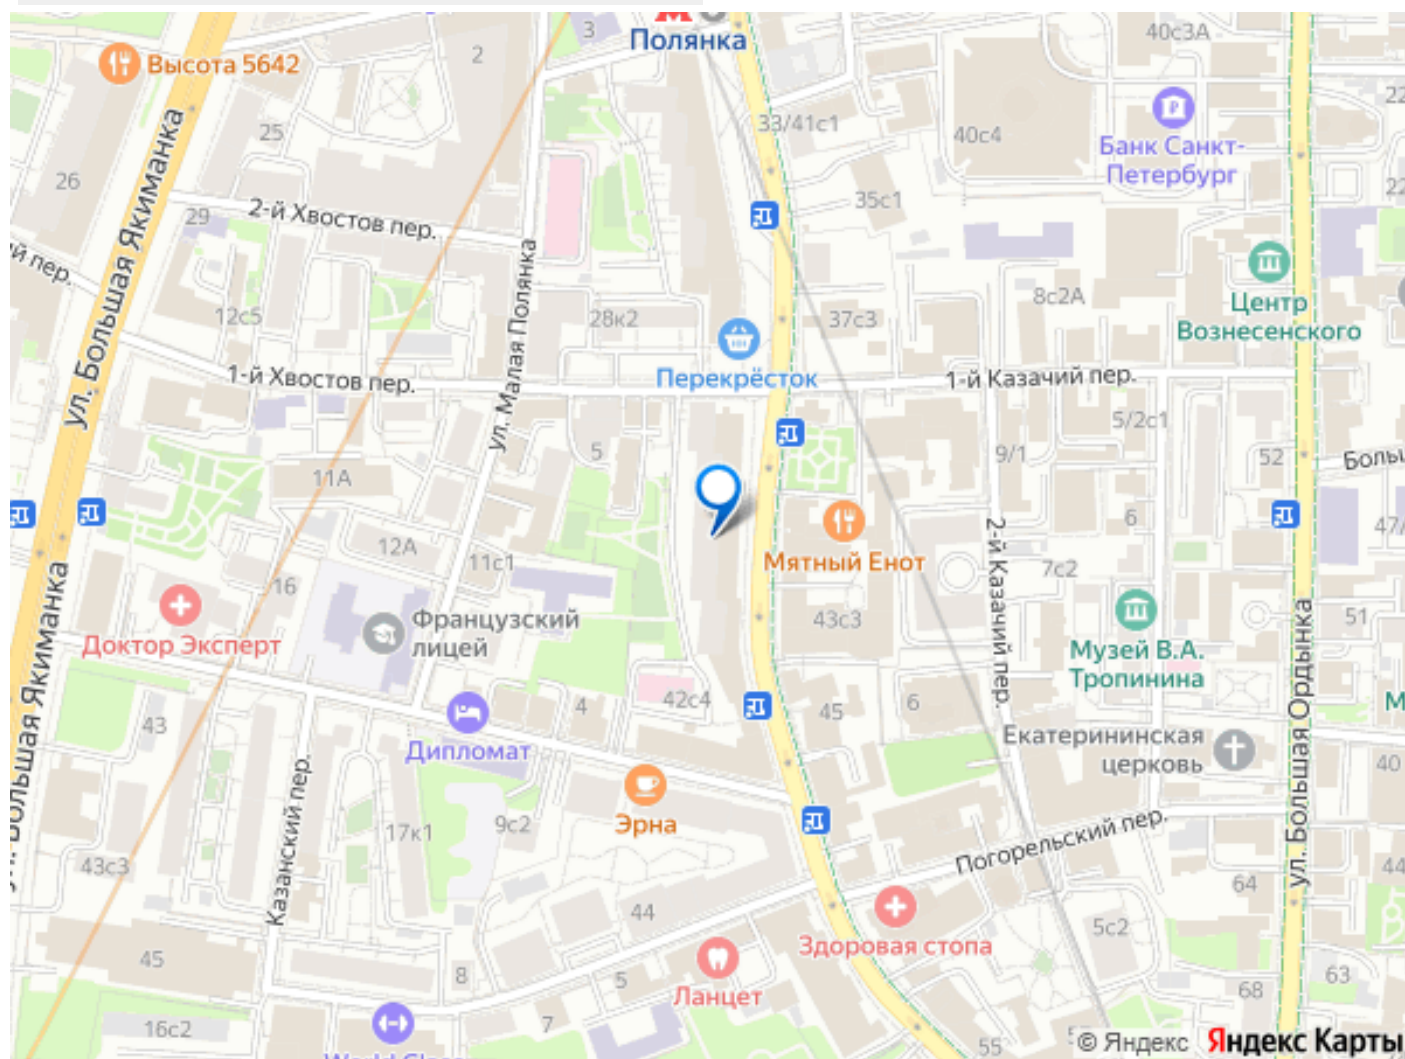 Полянка
3
40с3А
2
Высота 5642
33/41с1
22
25
40с4
Банк Санкт-
Петербург
26
35с1
22
29
2-й Хвостов пер.
ул. Большая Якиманка
й пер.
ул. Малая Полянка
Центр
Вознесенского
8с2А
12с5
28к2
37с3
Перекрёсток
1-й Хвостов пер.
1-й Казачий пер.
5/2с1
5
9/1
52
Боль
11А
6
47/
12А
11с1
2-й Казачий пер.
Мятный Енот
7с2
16
Французский
лицей
43с3
51
Доктор Эксперт
Музей В.А.
Тропинина
ул. Большая Якиманка
ул. Большая Ордынка
42с4
4
43
45
6
М
Дипломат
Екатерининская
церковь
40
Казанский пер.
Эрна
17к1
9с2
Погорельский пер.
43с3
44
64
44
5с2
Здоровая стопа
45
8
5
Ланцет
63
68
16с2
7
55
© Яндекс
Яндекс Карты